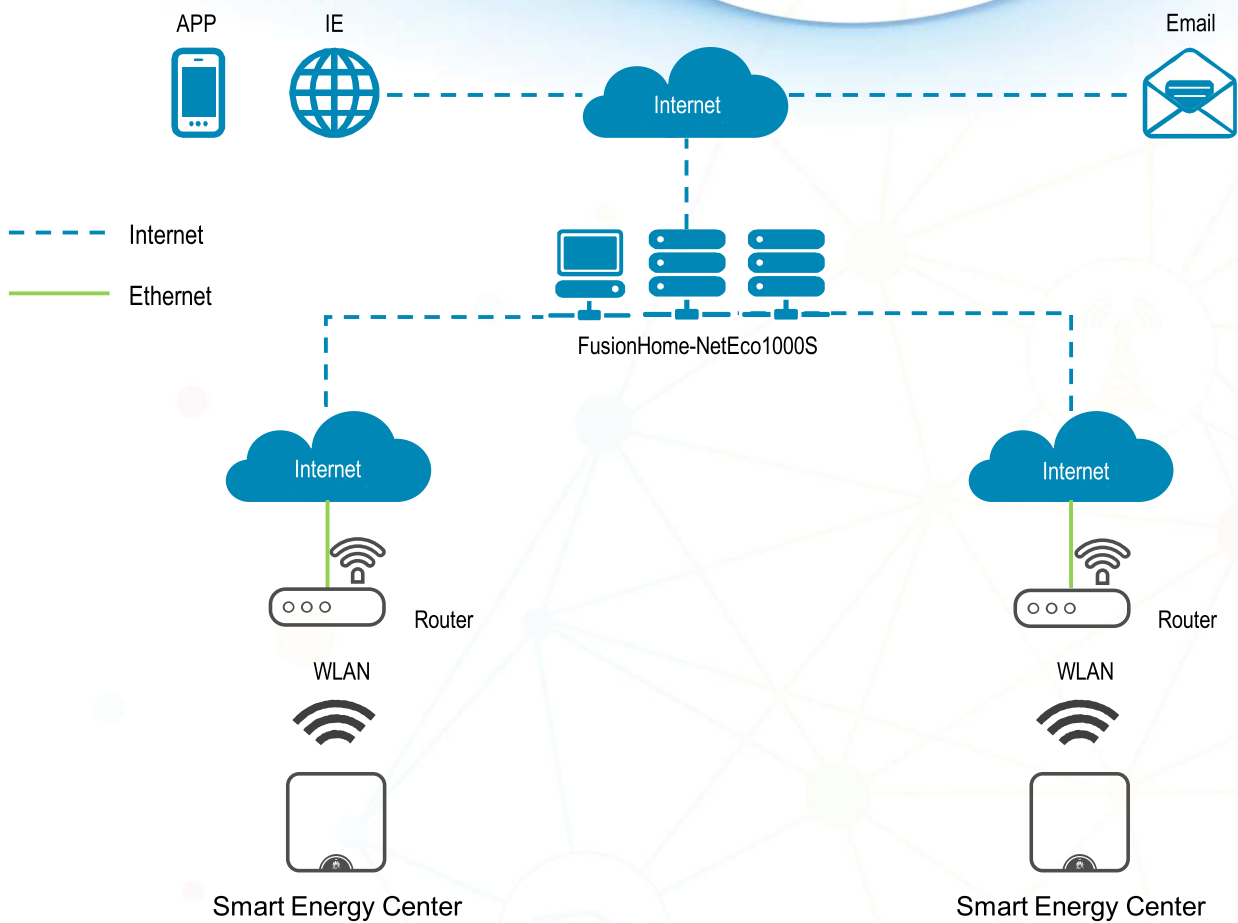 APP
IE
Email
Internet
Internet
Ethernet
FusionHome-NetEco1000S
Internet
Internet
Router
Router
WLAN
WLAN
Smart Energy Center
Smart Energy Center